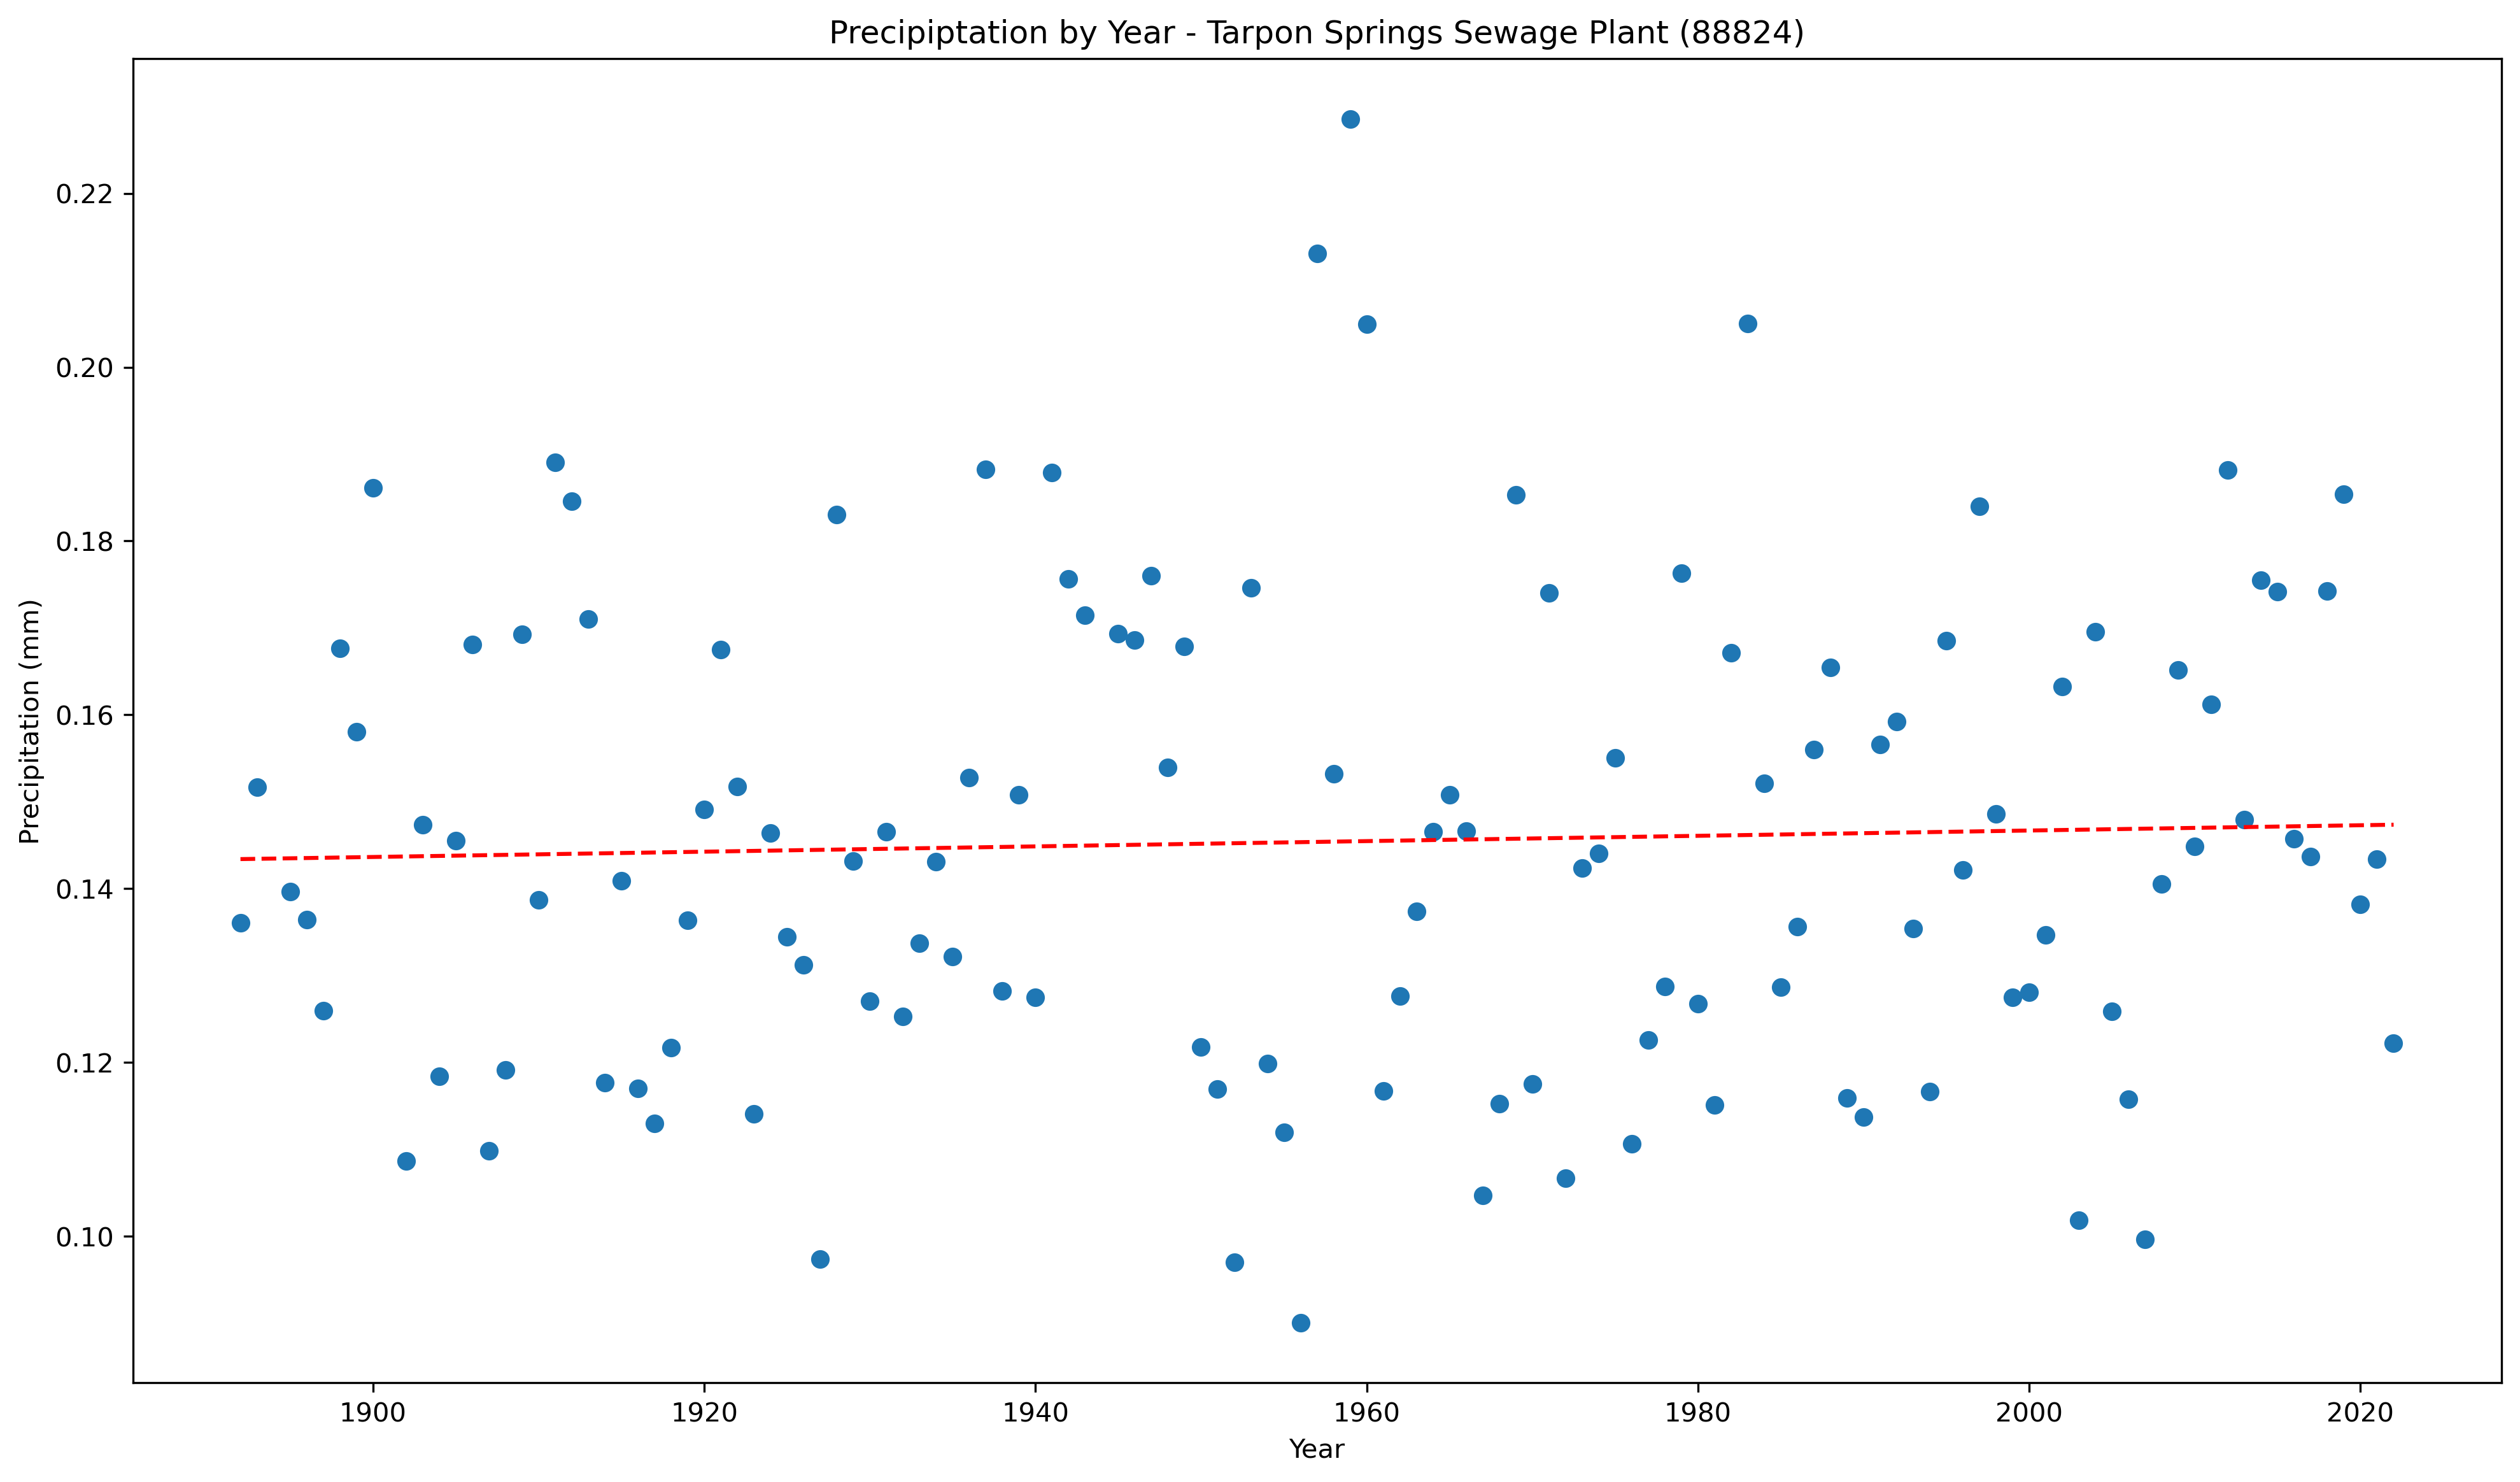 Precipiptation by Year - Tarpon Springs Sewage Plant (88824)
Precipitation (mm)
0.22
0.20
0.18
0.16
0.14
0.12
0.10
1900 1920 1940 1960 1980 2000 2020
Year